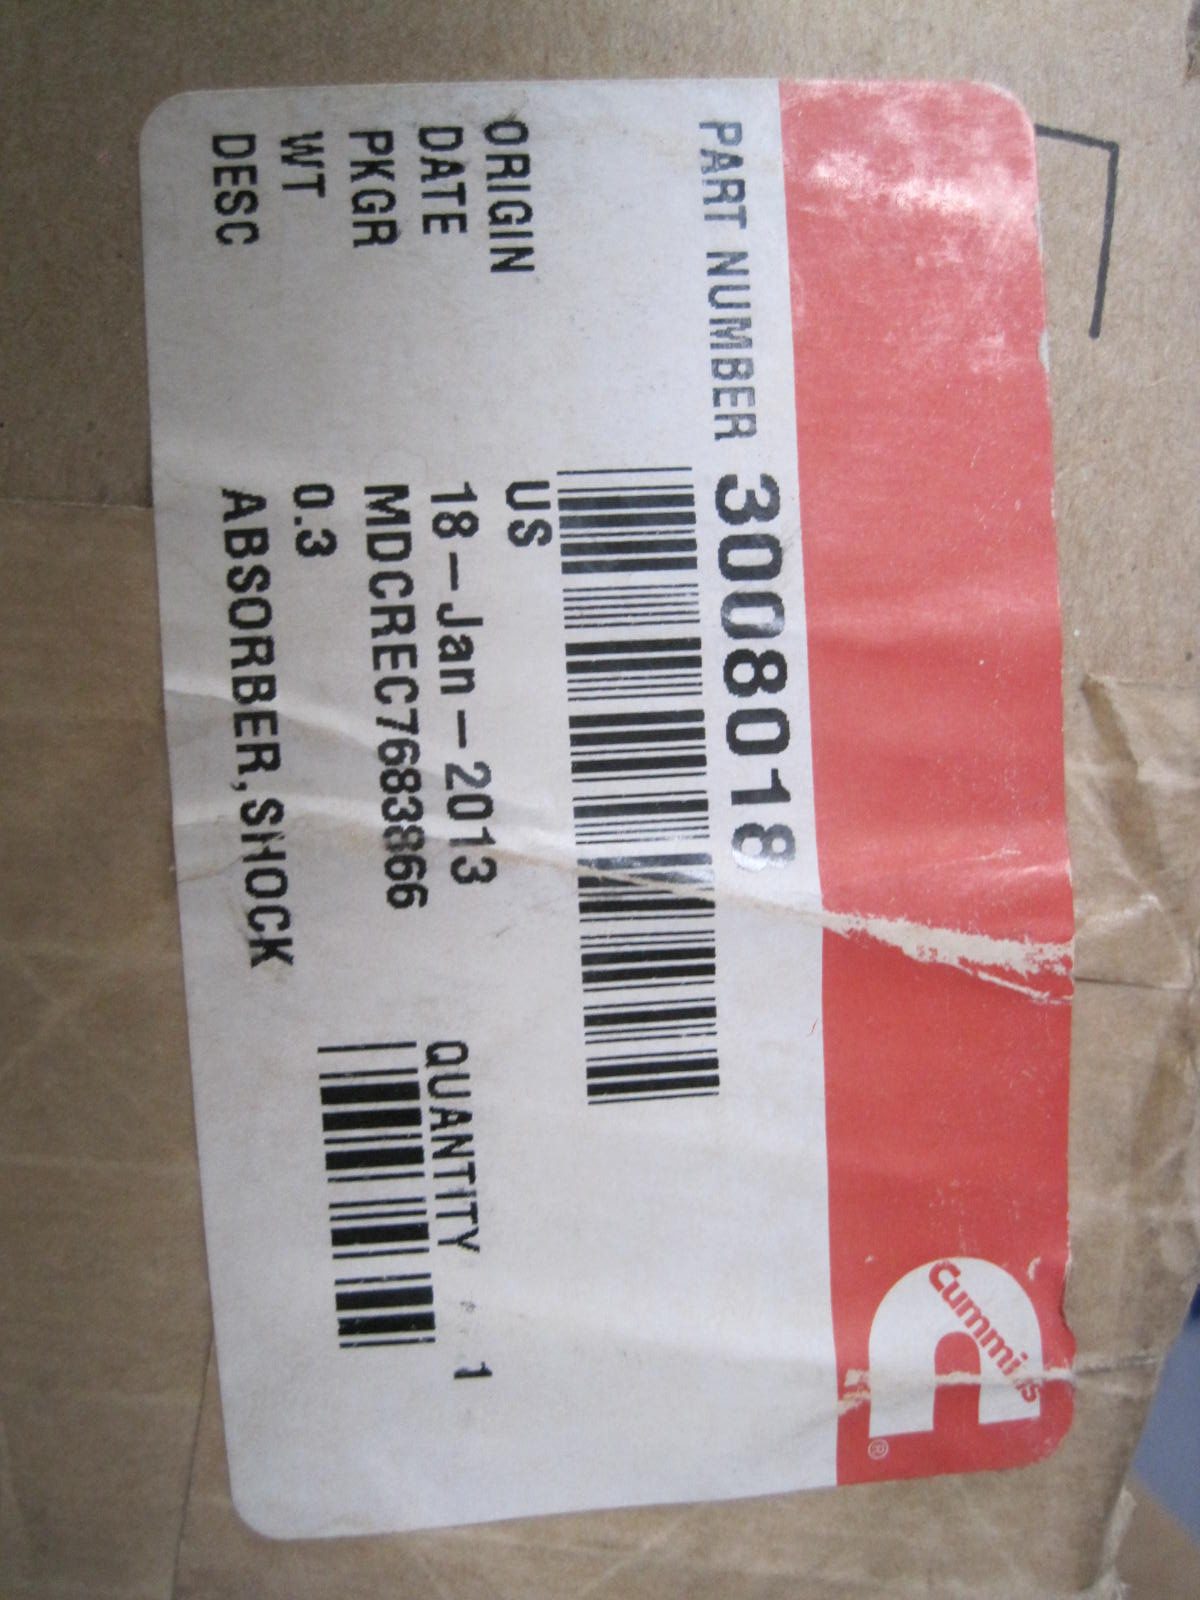 Cummins
®
PART NUMBER 3008018
ORIGIN US
DATE 18-Jan-2013
QUANTITY 1
PKGR MDCREC7683866
WT 0.3
DESC ABSORBER,SHOCK